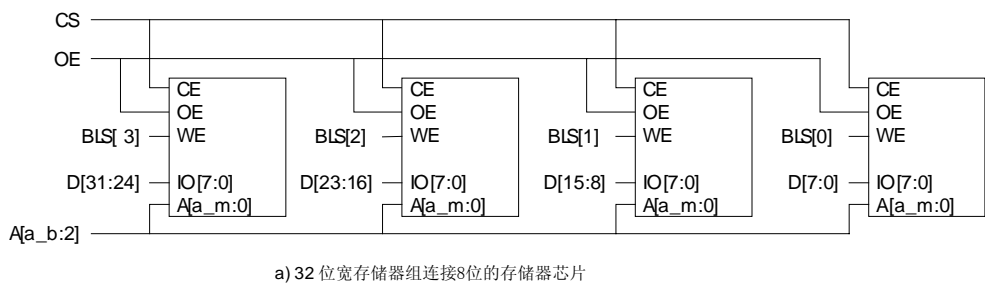 CS
OE
CE CE CE CE
OE OE OE OE
BLS[ 3] WE BLS[2] WE BLS[1] WE BLS[0] WE
D[31:24] IO[7:0] D[23:16] IO[7:0] D[15:8] IO[7:0] D[7:0] IO[7:0]
A[a_m:0] A[a_m:0] A[a_m:0] A[a_m:0]
A[a_b:2]
a) 32 位宽存储器组连接8位的存储器芯片